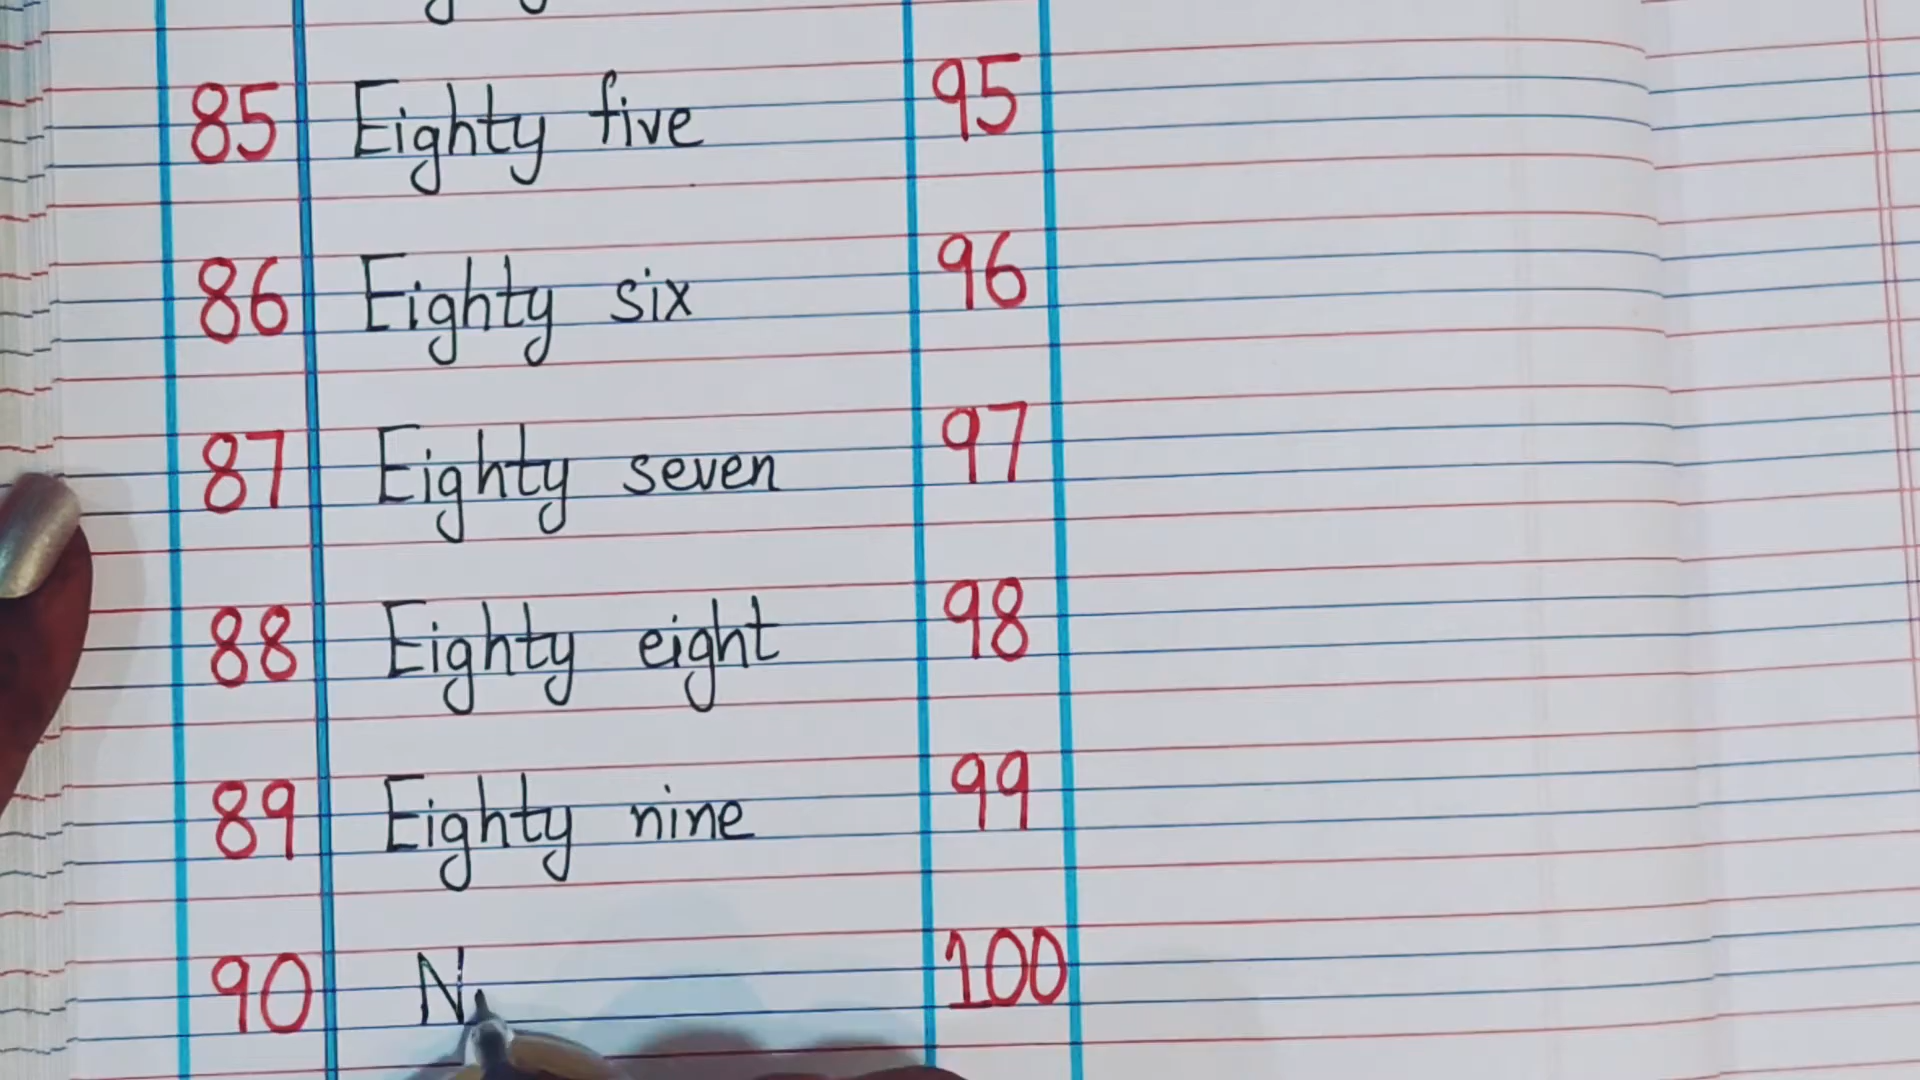 85 Eighty five 95
86 Eighty six 96
87 Eighty seven 97
88 Eighty eight 98
89 Eighty nine 99
90 N 100